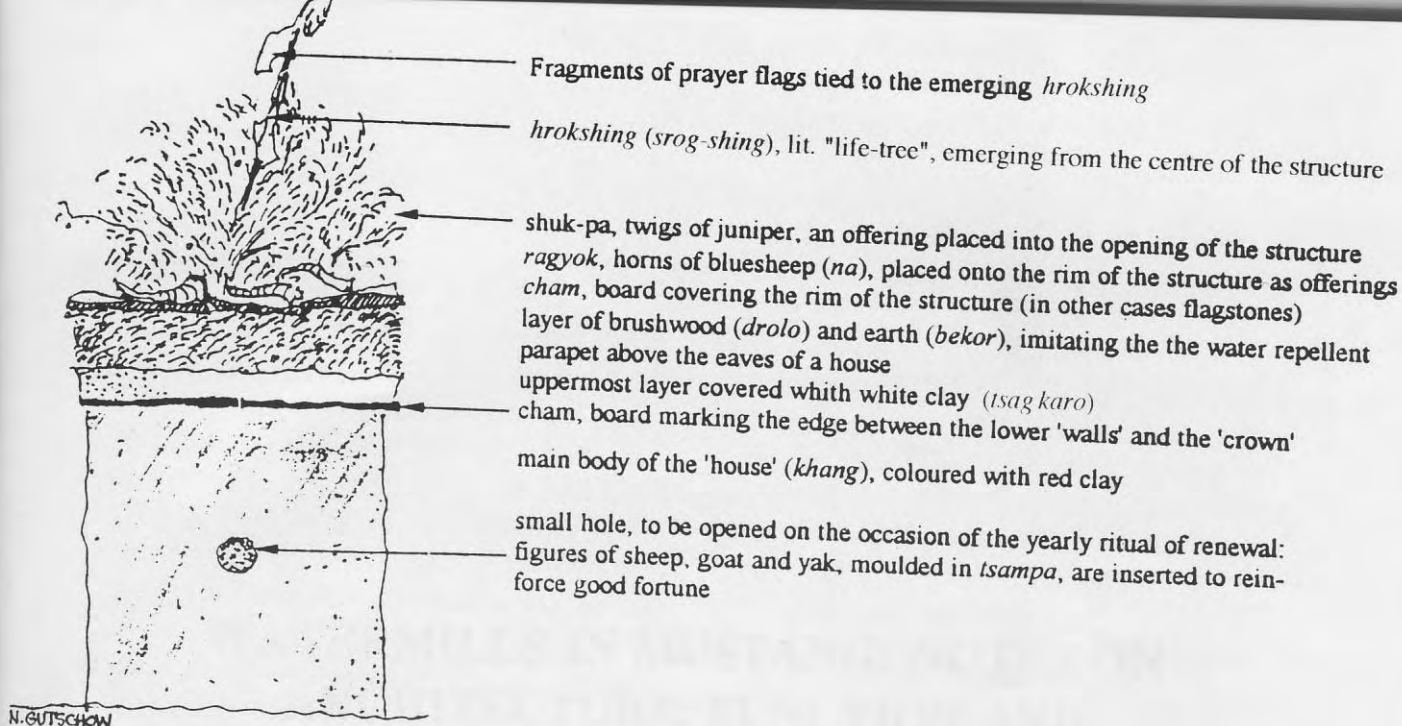 Fragments of prayer flags tied to the emerging hrokshing
hrokshing (srog-shing), lit. "life-tree", emerging from the centre of the structure
shuk-pa, twigs of juniper, an offering placed into the opening of the structure
ragyok, horns of bluesheep (na), placed onto the rim of the structure as offerings
cham, board covering the rim of the structure (in other cases flagstones)
layer of brushwood (drolo) and earth (bekor), imitating the the water repellent
parapet above the eaves of a house
uppermost layer covered whith white clay (tsag karo)
cham, board marking the edge between the lower 'walls' and the 'crown'
main body of the 'house' (khang), coloured with red clay
small hole, to be opened on the occasion of the yearly ritual of renewal:
figures of sheep, goat and yak, moulded in tsampa, are inserted to rein-
force good fortune
N.GUTSCHOW